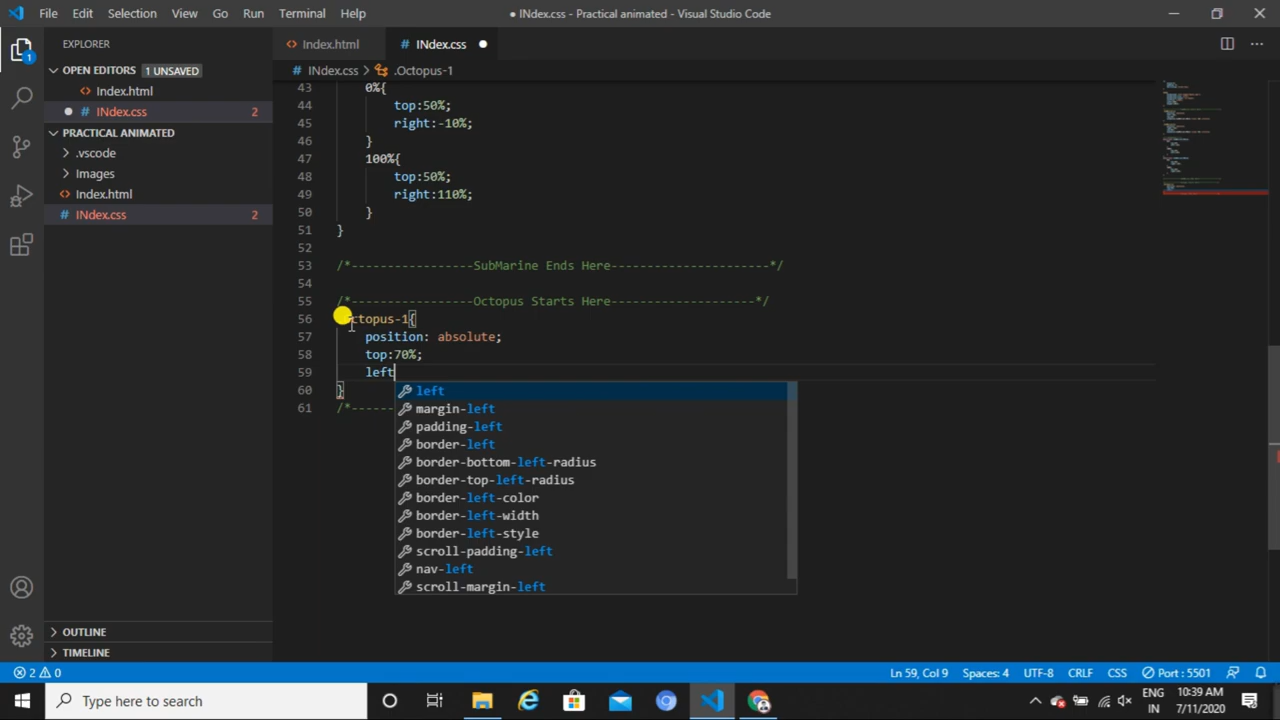 File Edit Selection View Go Run Terminal Help
● INdex.css - Practical animated - Visual Studio Code
EXPLORER
OPEN EDITORS 1 UNSAVED
Index.html
INdex.css 2
PRACTICAL ANIMATED
.vscode
Images
Index.html
INdex.css 2
OUTLINE
TIMELINE
1
Index.html INdex.css
INdex.css > .Octopus-1
43 0%{
44 top:50%;
45 right:-10%;
46 }
47 100%{
48 top:50%;
49 right:110%;
50 }
51 }
52
53 /*-----------------SubMarine Ends Here----------------------*/
54
55 /*-----------------Octopus Starts Here--------------------*/
56 ctopus-1{
57 position: absolute;
58 top:70%;
59 left
60 }
61 /*------
left
margin-left
padding-left
border-left
border-bottom-left-radius
border-top-left-radius
border-left-color
border-left-width
border-left-style
scroll-padding-left
nav-left
scroll-margin-left
2 0 Ln 59, Col 9 Spaces: 4 UTF-8 CRLF CSS Port : 5501
Type here to search
ENG
IN
10:39 AM
7/11/2020